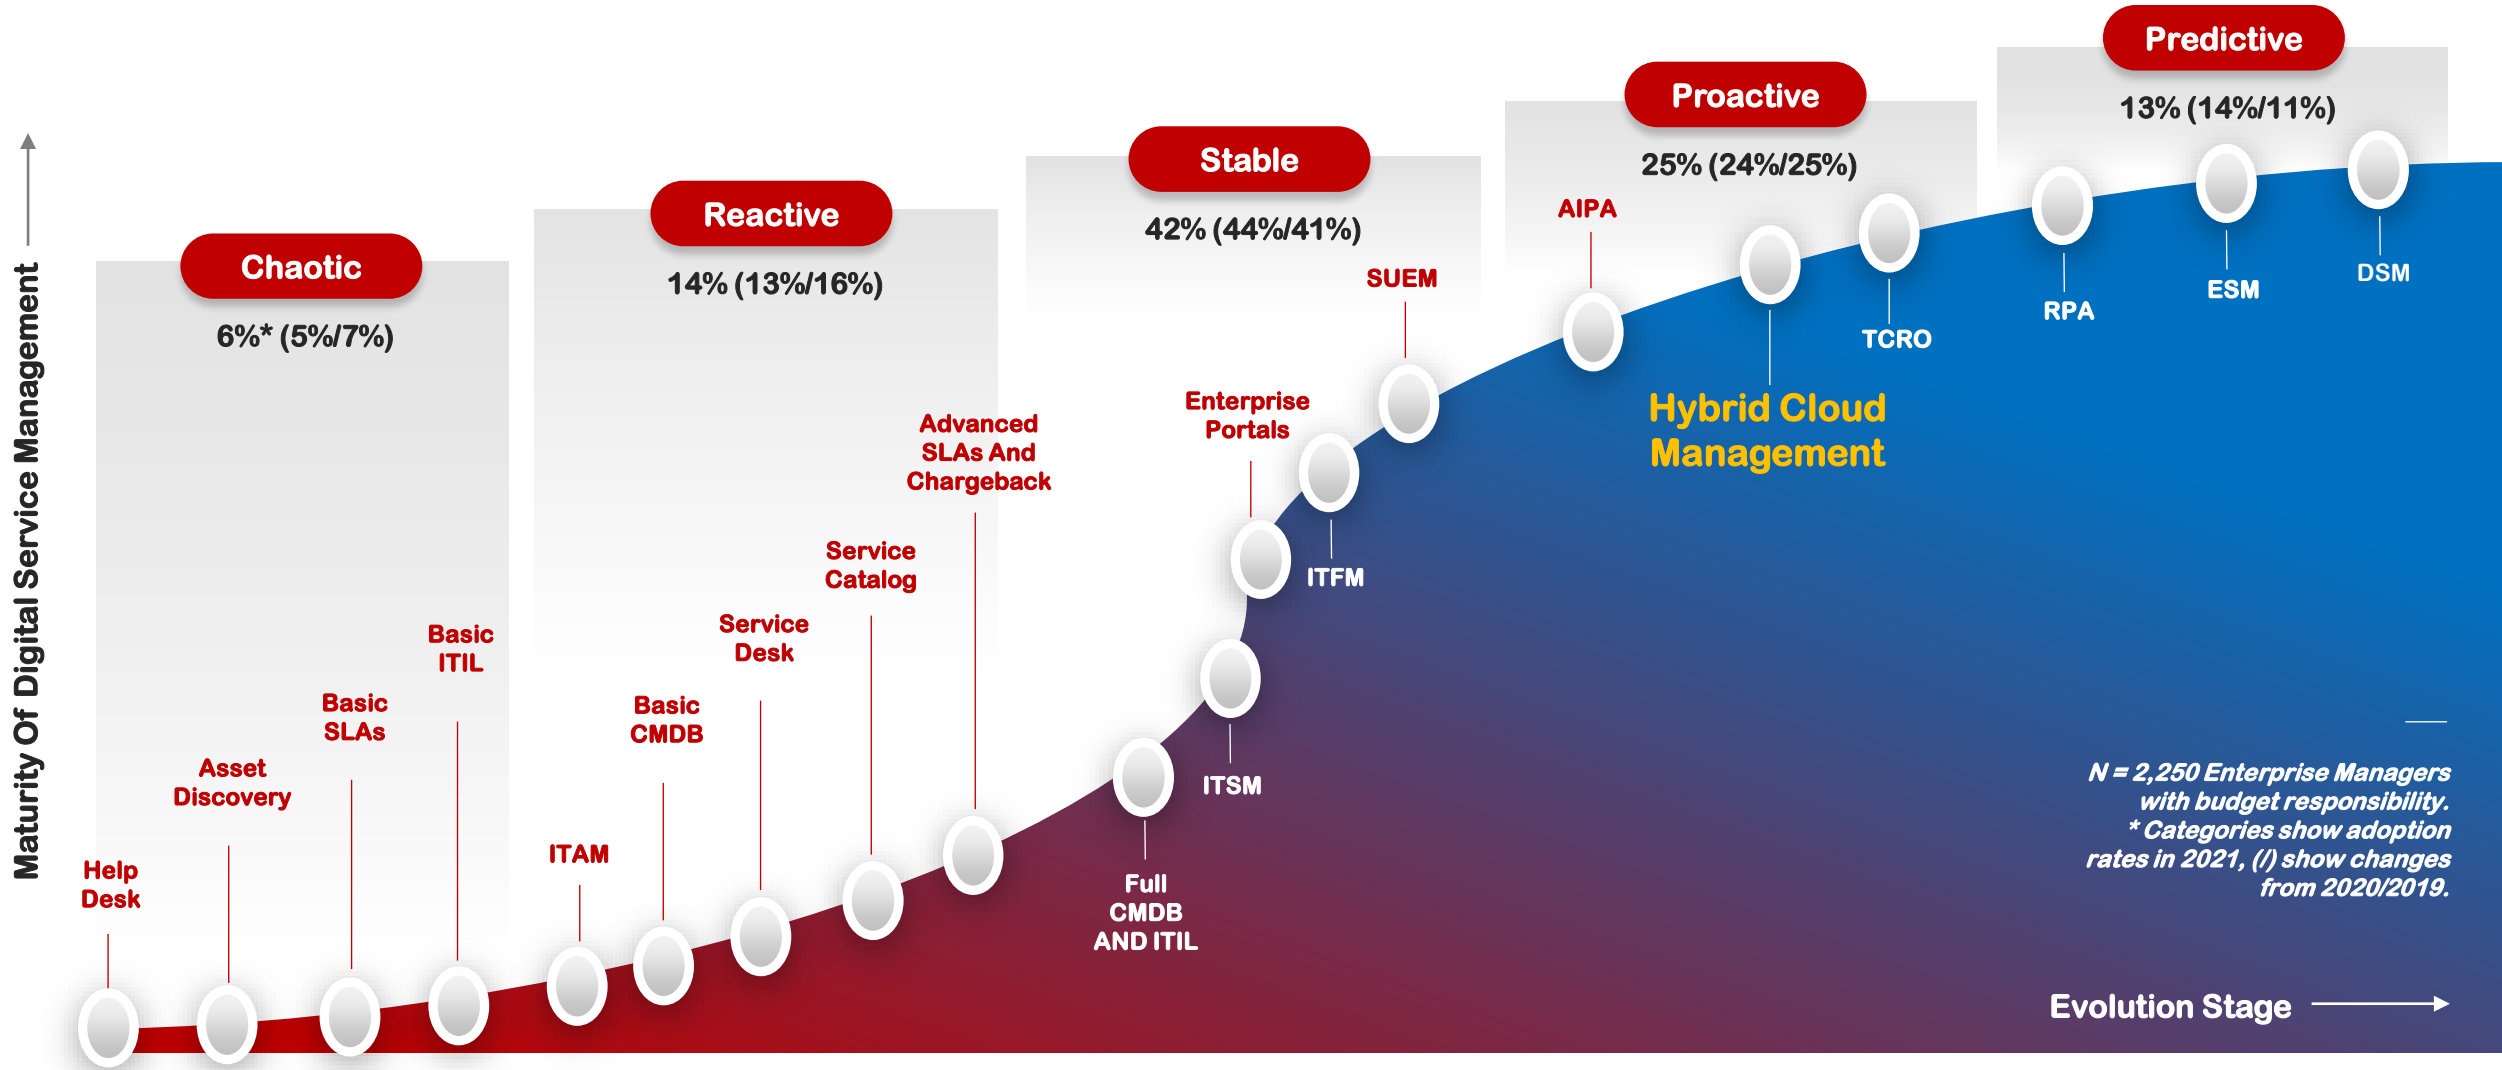 Predictive
13% (14%/11%)
Proactive
25% (24%/25%)
Stable
42% (44%/41%)
Reactive
14% (13%/16%)
Chaotic
6%* (5%/7%)
Maturity Of Digital Service Management
Help
Desk
Asset
Discovery
Basic
SLAs
Basic
ITIL
ITAM
Basic
CMDB
Service
Desk
Service
Catalog
Advanced
SLAs And
Chargeback
Full
CMDB
AND ITIL
ITSM
Enterprise
Portals
ITFM
SUEM
AIPA
Hybrid Cloud
Management
TCRO
RPA
ESM
DSM
N = 2,250 Enterprise Managers
with budget responsibility.
* Categories show adoption
rates in 2021, (/) show changes
from 2020/2019.
Evolution Stage